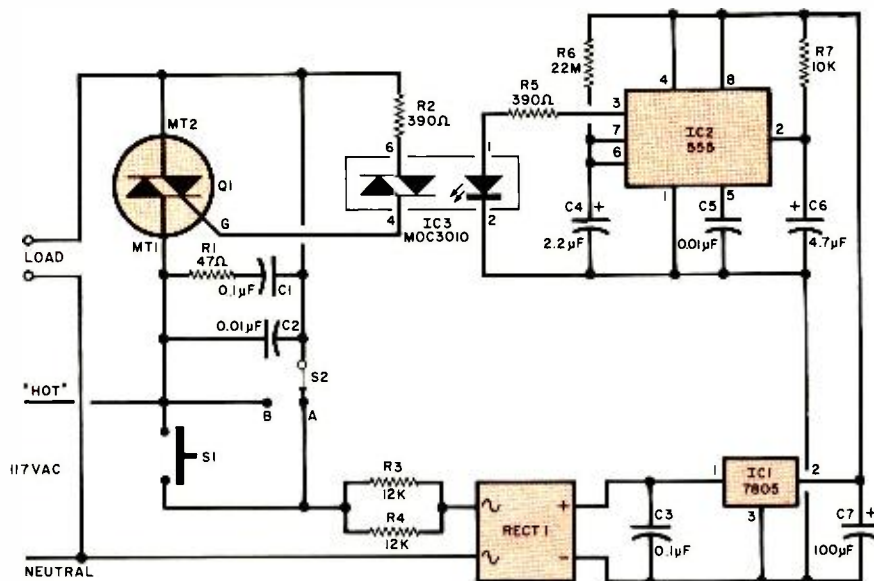 R6
22M
R7
10K
R5
390Ω
4
8
3
7
6
IC2
555
2
1
5
R2
390Ω
MT2
Q1
6
1
4
2
IC3
MOC3010
G
MT1
C4
+
2.2µF
C5
0.01µF
+
C6
4.7µF
LOAD
R1
47Ω
0.1µF
C1
0.01µF
C2
S2
"HOT"
B
A
117VAC
S1
R3
12K
R4
12K
∿
∿
RECT 1
+
−
1
IC1
7805
2
3
C3
0.1µF
C7
+
100µF
NEUTRAL